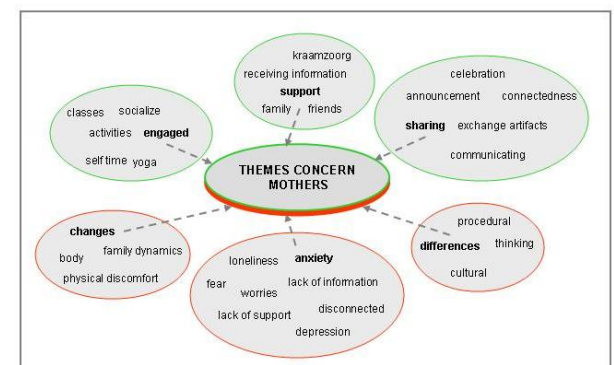 kraamzoorg
receiving information
support
family friends
classes socialize
activities engaged
self time yoga
celebration
announcement connectedness
sharing exchange artifacts
communicating
THEMES CONCERN
MOTHERS
changes
body family dynamics
physical discomfort
loneliness anxiety
fear worries lack of information
lack of support disconnected
depression
procedural
differences thinking
cultural